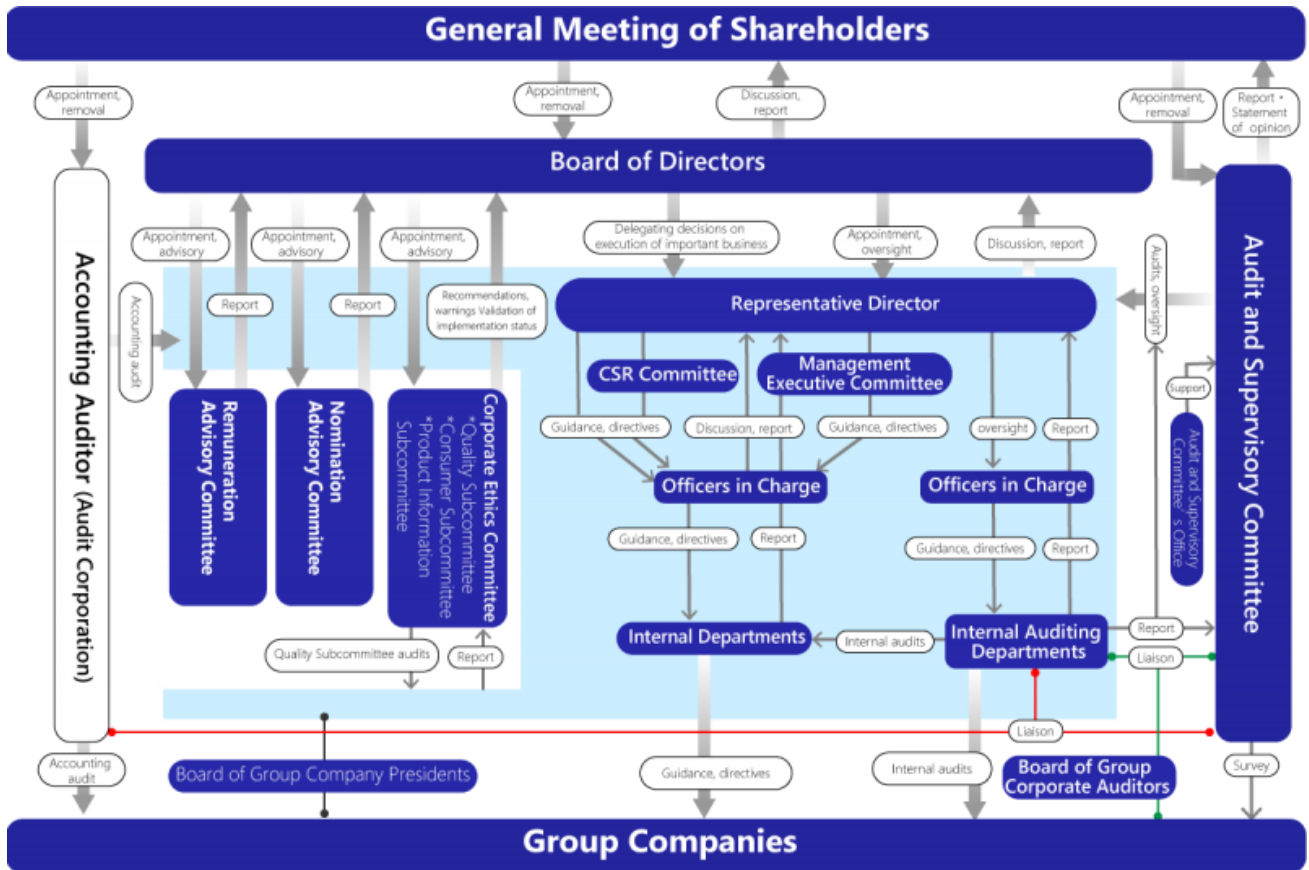 General Meeting of Shareholders
Appointment,
removal
Appointment,
removal
Discussion,
report
Appointment,
removal
Report・
Statement
of opinion
Board of Directors
Appointment,
advisory
Report
Appointment,
advisory
Report
Appointment,
advisory
Recommendations,
warnings Validation of
implementation status
Delegating decisions on
execution of important business
Appointment,
oversight
Discussion, report
Audits, oversight
Accounting Auditor (Audit Corporation)
Accounting audit
Remuneration
Advisory Committee
Nomination
Advisory Committee
Corporate Ethics Committee
*Quality Subcommittee
*Consumer Subcommittee
*Product Information
Subcommittee
Quality Subcommittee audits
Report
Representative Director
CSR Committee
Management
Executive Committee
Guidance, directives
Discussion, report
Guidance, directives
oversight
Report
Officers in Charge
Officers in Charge
Guidance, directives
Report
Guidance, directives
Report
Internal Departments
Internal audits
Internal Auditing
Departments
Report
Liaison
Support
Audit and Supervisory
Committee's Office
Audit and Supervisory Committee
Liaison
Accounting
audit
Board of Group Company Presidents
Guidance, directives
Internal audits
Board of Group
Corporate Auditors
Survey
Group Companies